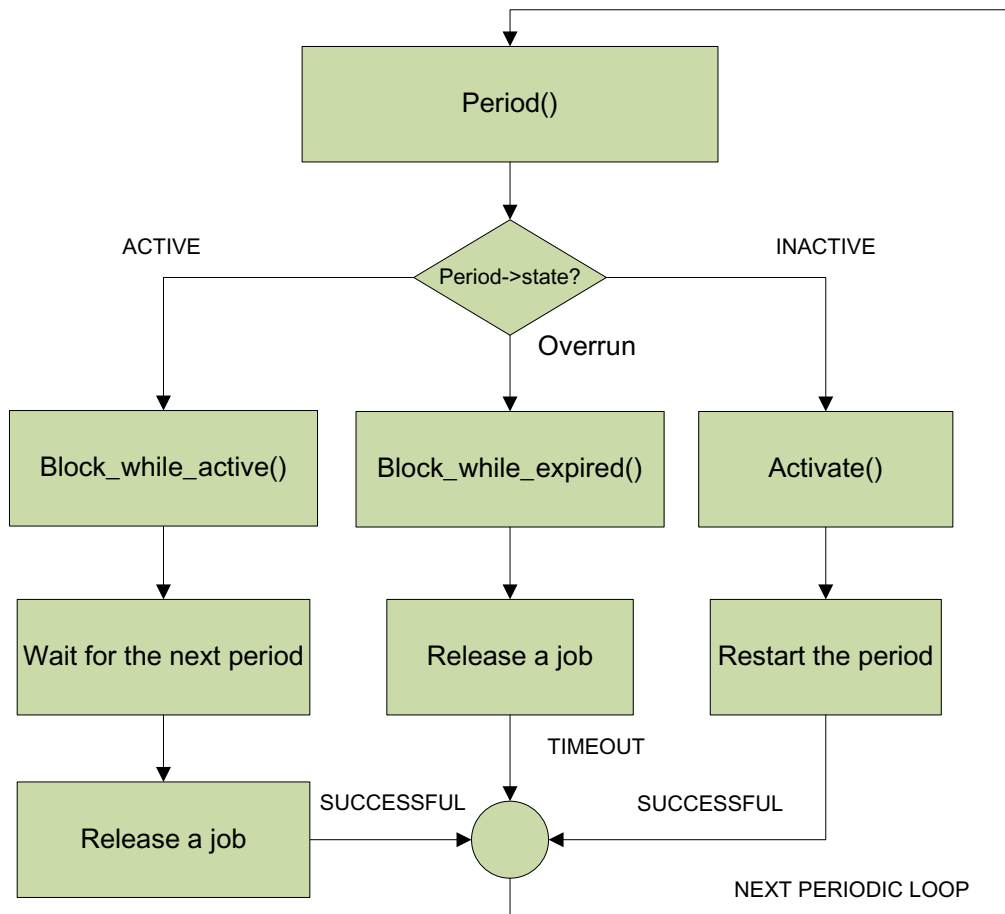 Period()
ACTIVE
INACTIVE
Period->state?
Overrun
Block_while_active()
Block_while_expired()
Activate()
Wait for the next period
Release a job
Restart the period
TIMEOUT
SUCCESSFUL
SUCCESSFUL
Release a job
NEXT PERIODIC LOOP